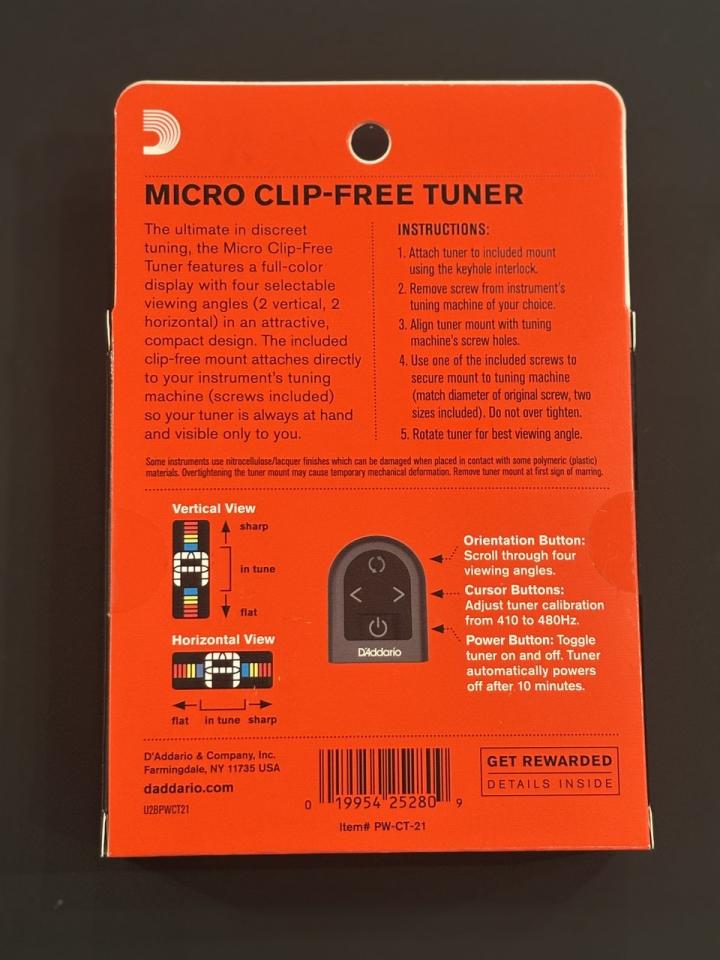 MICRO CLIP-FREE TUNER
The ultimate in discreet
tuning, the Micro Clip-Free
Tuner features a full-color
display with four selectable
viewing angles (2 vertical, 2
horizontal) in an attractive,
compact design. The included
clip-free mount attaches directly
to your instrument's tuning
machine (screws included)
so your tuner is always at hand
and visible only to you.
INSTRUCTIONS:
1. Attach tuner to included mount
using the keyhole interlock.
2. Remove screw from instrument's
tuning machine of your choice.
3. Align tuner mount with tuning
machine's screw holes.
4. Use one of the included screws to
secure mount to tuning machine
(match diameter of original screw, two
sizes included). Do not over tighten.
5. Rotate tuner for best viewing angle.
Some instruments use nitrocellulose/lacquer finishes which can be damaged when placed in contact with some polymeric (plastic)
materials. Overtightening the tuner mount may cause temporary mechanical deformation. Remove tuner mount at first sign of marring.
Vertical View
sharp
in tune
flat
A
Horizontal View
A
flat in tune sharp
D'Addario
Orientation Button:
Scroll through four
viewing angles.
Cursor Buttons:
Adjust tuner calibration
from 410 to 480Hz.
Power Button: Toggle
tuner on and off. Tuner
automatically powers
off after 10 minutes.
D'Addario & Company, Inc.
Farmingdale, NY 11735 USA
daddario.com
U2BPWCT21
0 19954 25280 9
Item# PW-CT-21
GET REWARDED
DETAILS INSIDE